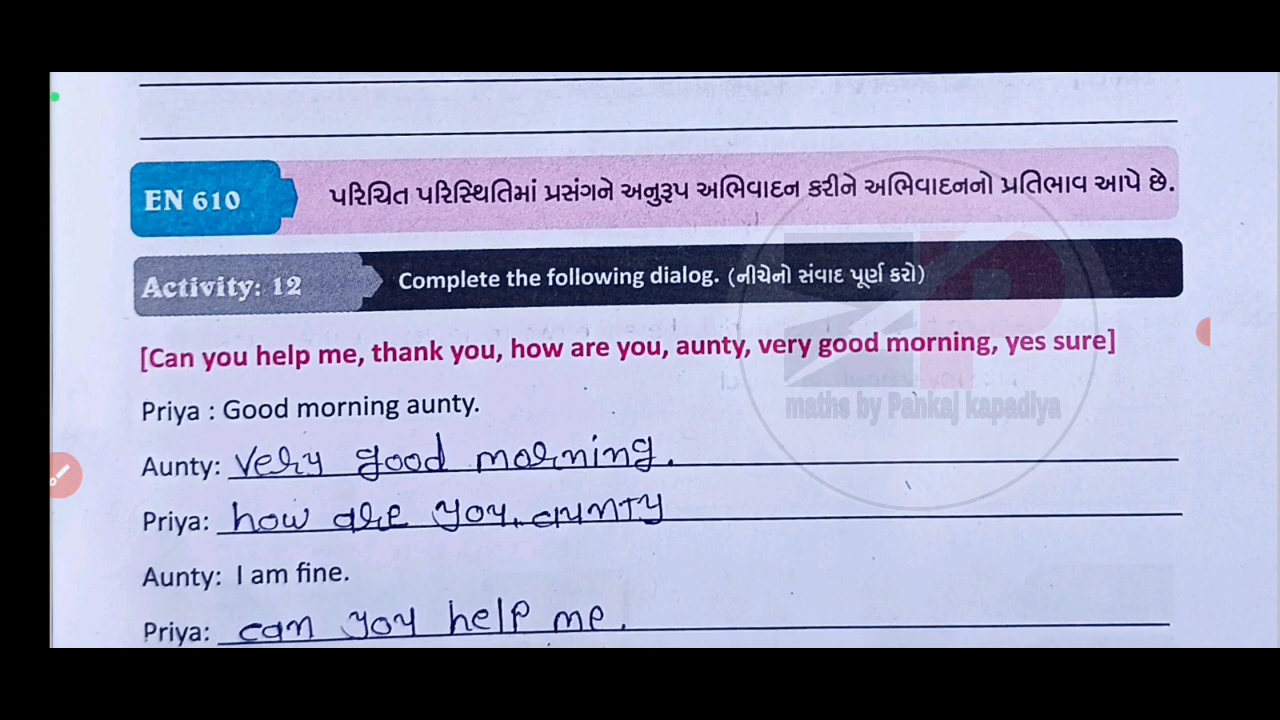 EN 610 પરિચિત પરિસ્થિતિમાં પ્રસંગને અનુરૂપ અભિવાદન કરીને અભિવાદનનો પ્રતિભાવ આપે છે.
Activity: 12 Complete the following dialog. (નીચેનો સંવાદ પૂર્ણ કરો)
[Can you help me, thank you, how are you, aunty, very good morning, yes sure]
maths by Pankaj kapadiya
Priya : Good morning aunty.
Aunty: very good morning.
Priya: how are you, aunty
Aunty: I am fine.
Priya: can you help me.